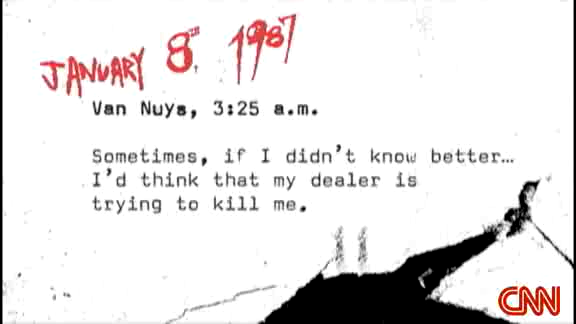 JANUARY 8TH, 1987
Van Nuys, 3:25 a.m.
Sometimes, if I didn't know better…
I'd think that my dealer is
trying to kill me.
CNN